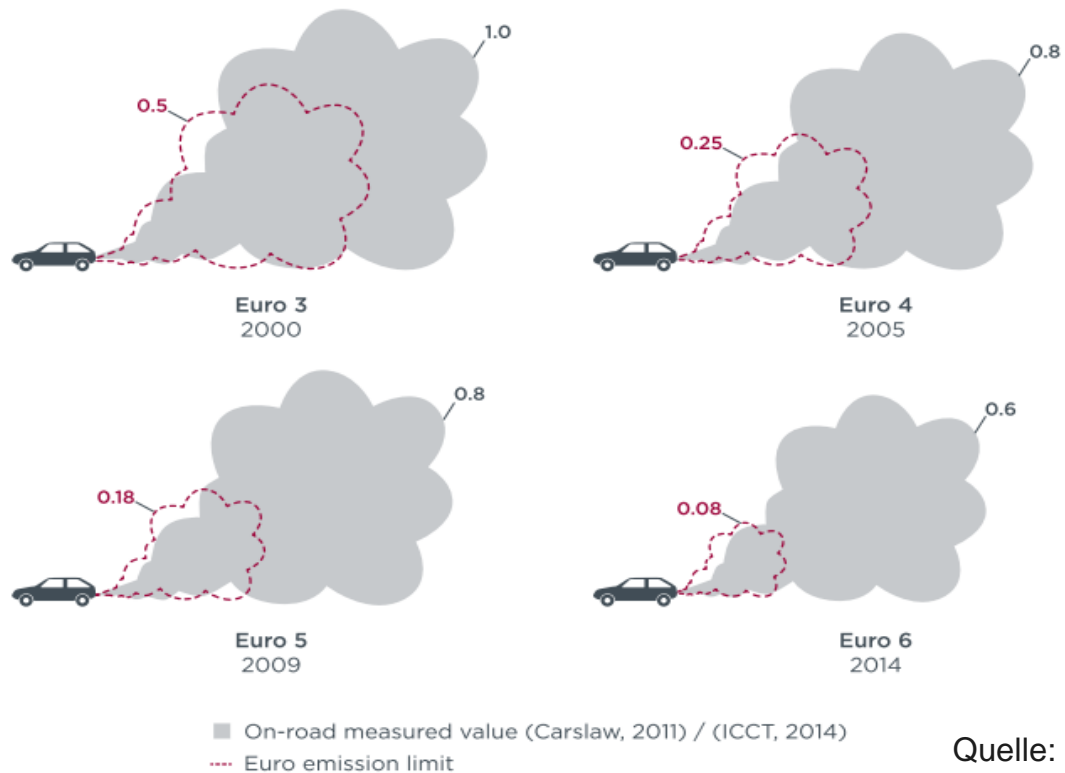 1.0
0.5
Euro 3
2000
0.8
0.25
Euro 4
2005
0.8
0.18
Euro 5
2009
0.6
0.08
Euro 6
2014
On-road measured value (Carslaw, 2011) / (ICCT, 2014)
Euro emission limit
Quelle: